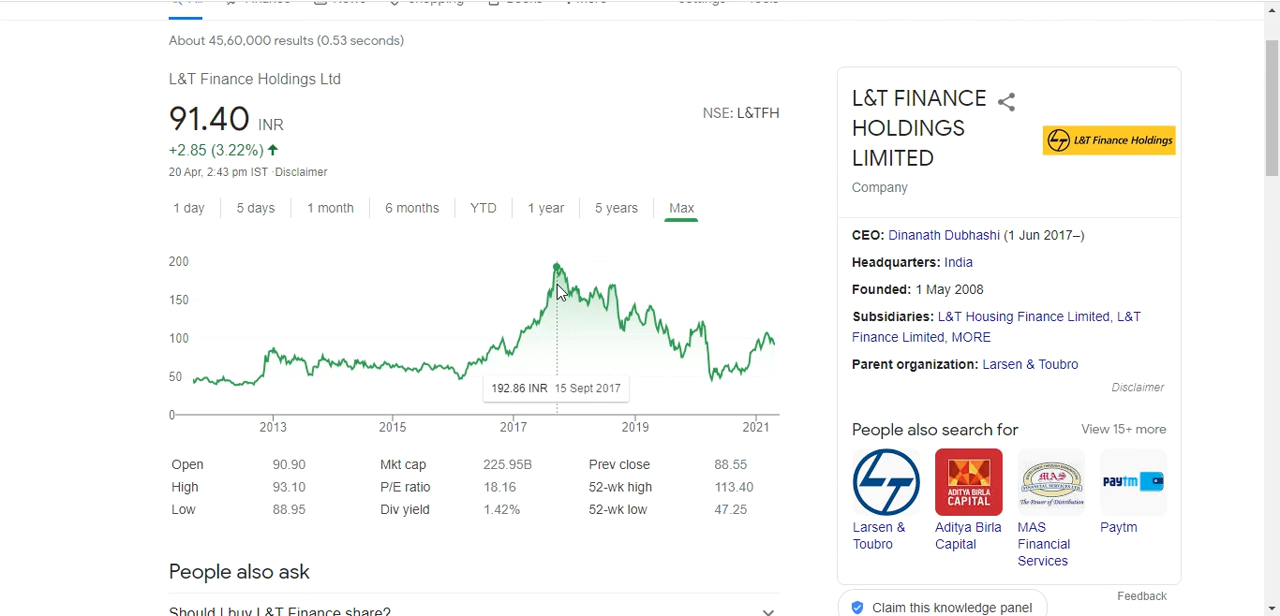 About 45,60,000 results (0.53 seconds)
L&T Finance Holdings Ltd
91.40 INR
NSE: L&TFH
+2.85 (3.22%)
20 Apr, 2:43 pm IST · Disclaimer
1 day 5 days 1 month 6 months YTD 1 year 5 years Max
200
150
100
50
0
192.86 INR 15 Sept 2017
2013 2015 2017 2019 2021
Open 90.90 Mkt cap 225.95B Prev close 88.55
High 93.10 P/E ratio 18.16 52-wk high 113.40
Low 88.95 Div yield 1.42% 52-wk low 47.25
People also ask
Should I buy L&T Finance share?
L&T FINANCE
HOLDINGS
LIMITED
L&T Finance Holdings
Company
CEO: Dinanath Dubhashi (1 Jun 2017–)
Headquarters: India
Founded: 1 May 2008
Subsidiaries: L&T Housing Finance Limited, L&T
Finance Limited, MORE
Parent organization: Larsen & Toubro
Disclaimer
People also search for View 15+ more
ADITYA BIRLA
CAPITAL
MAS
The Power of Distribution
paytm
Larsen &
Toubro
Aditya Birla
Capital
MAS
Financial
Services
Paytm
Feedback
Claim this knowledge panel